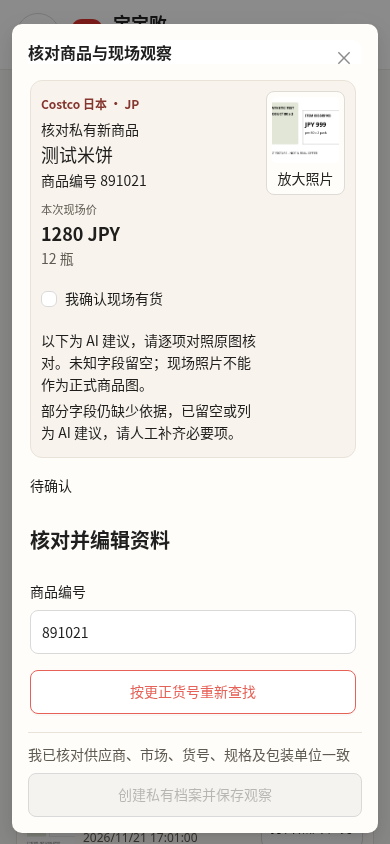 核对商品与现场观察
Costco 日本 · JP
核对私有新商品
测试米饼
商品编号 891021
JPY 999
放大照片
本次现场价
1280 JPY
12 瓶
我确认现场有货
以下为 AI 建议，请逐项对照原图核
对。未知字段留空；现场照片不能
作为正式商品图。
部分字段仍缺少依据，已留空或列
为 AI 建议，请人工补齐必要项。
待确认
核对并编辑资料
商品编号
891021
按更正货号重新查找
我已核对供应商、市场、货号、规格及包装单位一致
创建私有档案并保存观察
2026/11/21 17:01:00